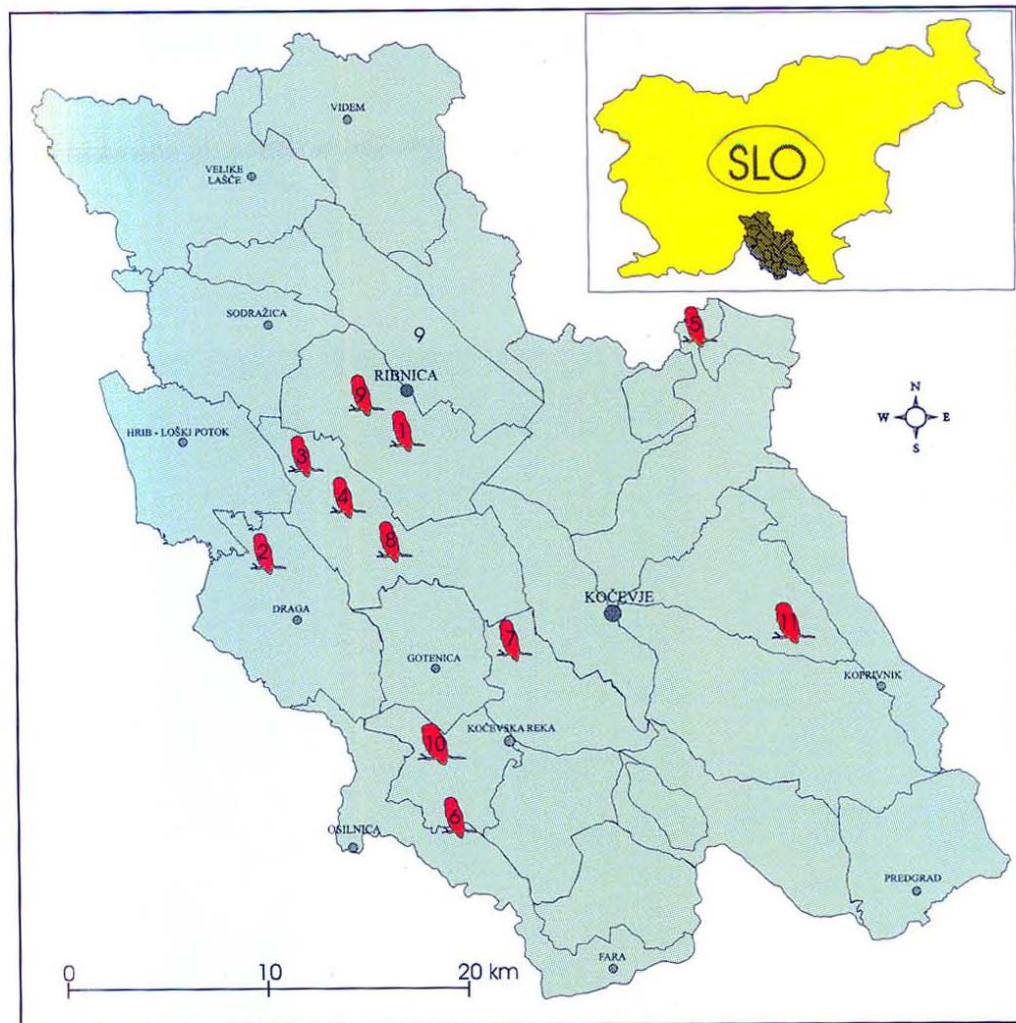 VIDEM
VELIKE
LAŠČE
SLO
SODRAŽICA
9
5
RIBNICA
9
1
N
W E
S
HRIB - LOŠKI POTOK
3
4
8
2
DRAGA
KOČEVJE
11
7
GOTENICA
KOPRIVNIK
10
KOČEVSKA REKA
6
OSILNICA
PREDGRAD
FARA
0 10 20 km